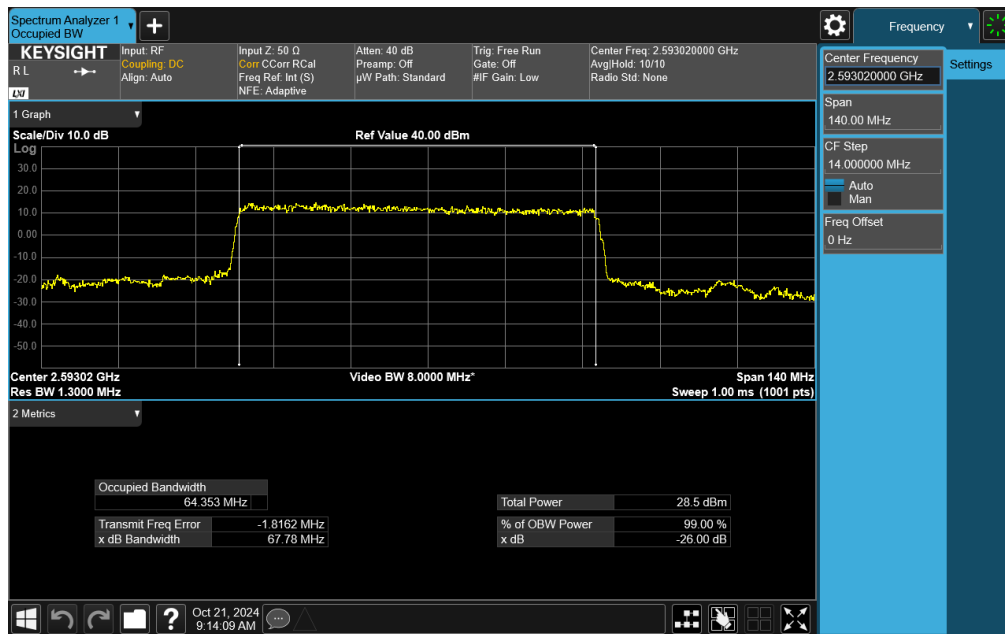 Spectrum Analyzer 1
Occupied BW
Frequency
KEYSIGHT
R L
LXI
Input: RF
Coupling: DC
Align: Auto
Input Z: 50 Ω
Corr CCorr RCal
Freq Ref: Int (S)
NFE: Adaptive
Atten: 40 dB
Preamp: Off
µW Path: Standard
Trig: Free Run
Gate: Off
#IF Gain: Low
Center Freq: 2.593020000 GHz
Avg|Hold: 10/10
Radio Std: None
Center Frequency
2.593020000 GHz
Settings
Span
140.00 MHz
CF Step
14.000000 MHz
Auto
Man
Freq Offset
0 Hz
1 Graph
Scale/Div 10.0 dB
Ref Value 40.00 dBm
Log
30.0
20.0
10.0
0.00
-10.0
-20.0
-30.0
-40.0
-50.0
Center 2.59302 GHz
Video BW 8.0000 MHz*
Span 140 MHz
Res BW 1.3000 MHz
Sweep 1.00 ms (1001 pts)
2 Metrics
Occupied Bandwidth
64.353 MHz
Total Power 28.5 dBm
Transmit Freq Error -1.8162 MHz
% of OBW Power 99.00 %
x dB Bandwidth 67.78 MHz
x dB -26.00 dB
?
Oct 21, 2024
9:14:09 AM